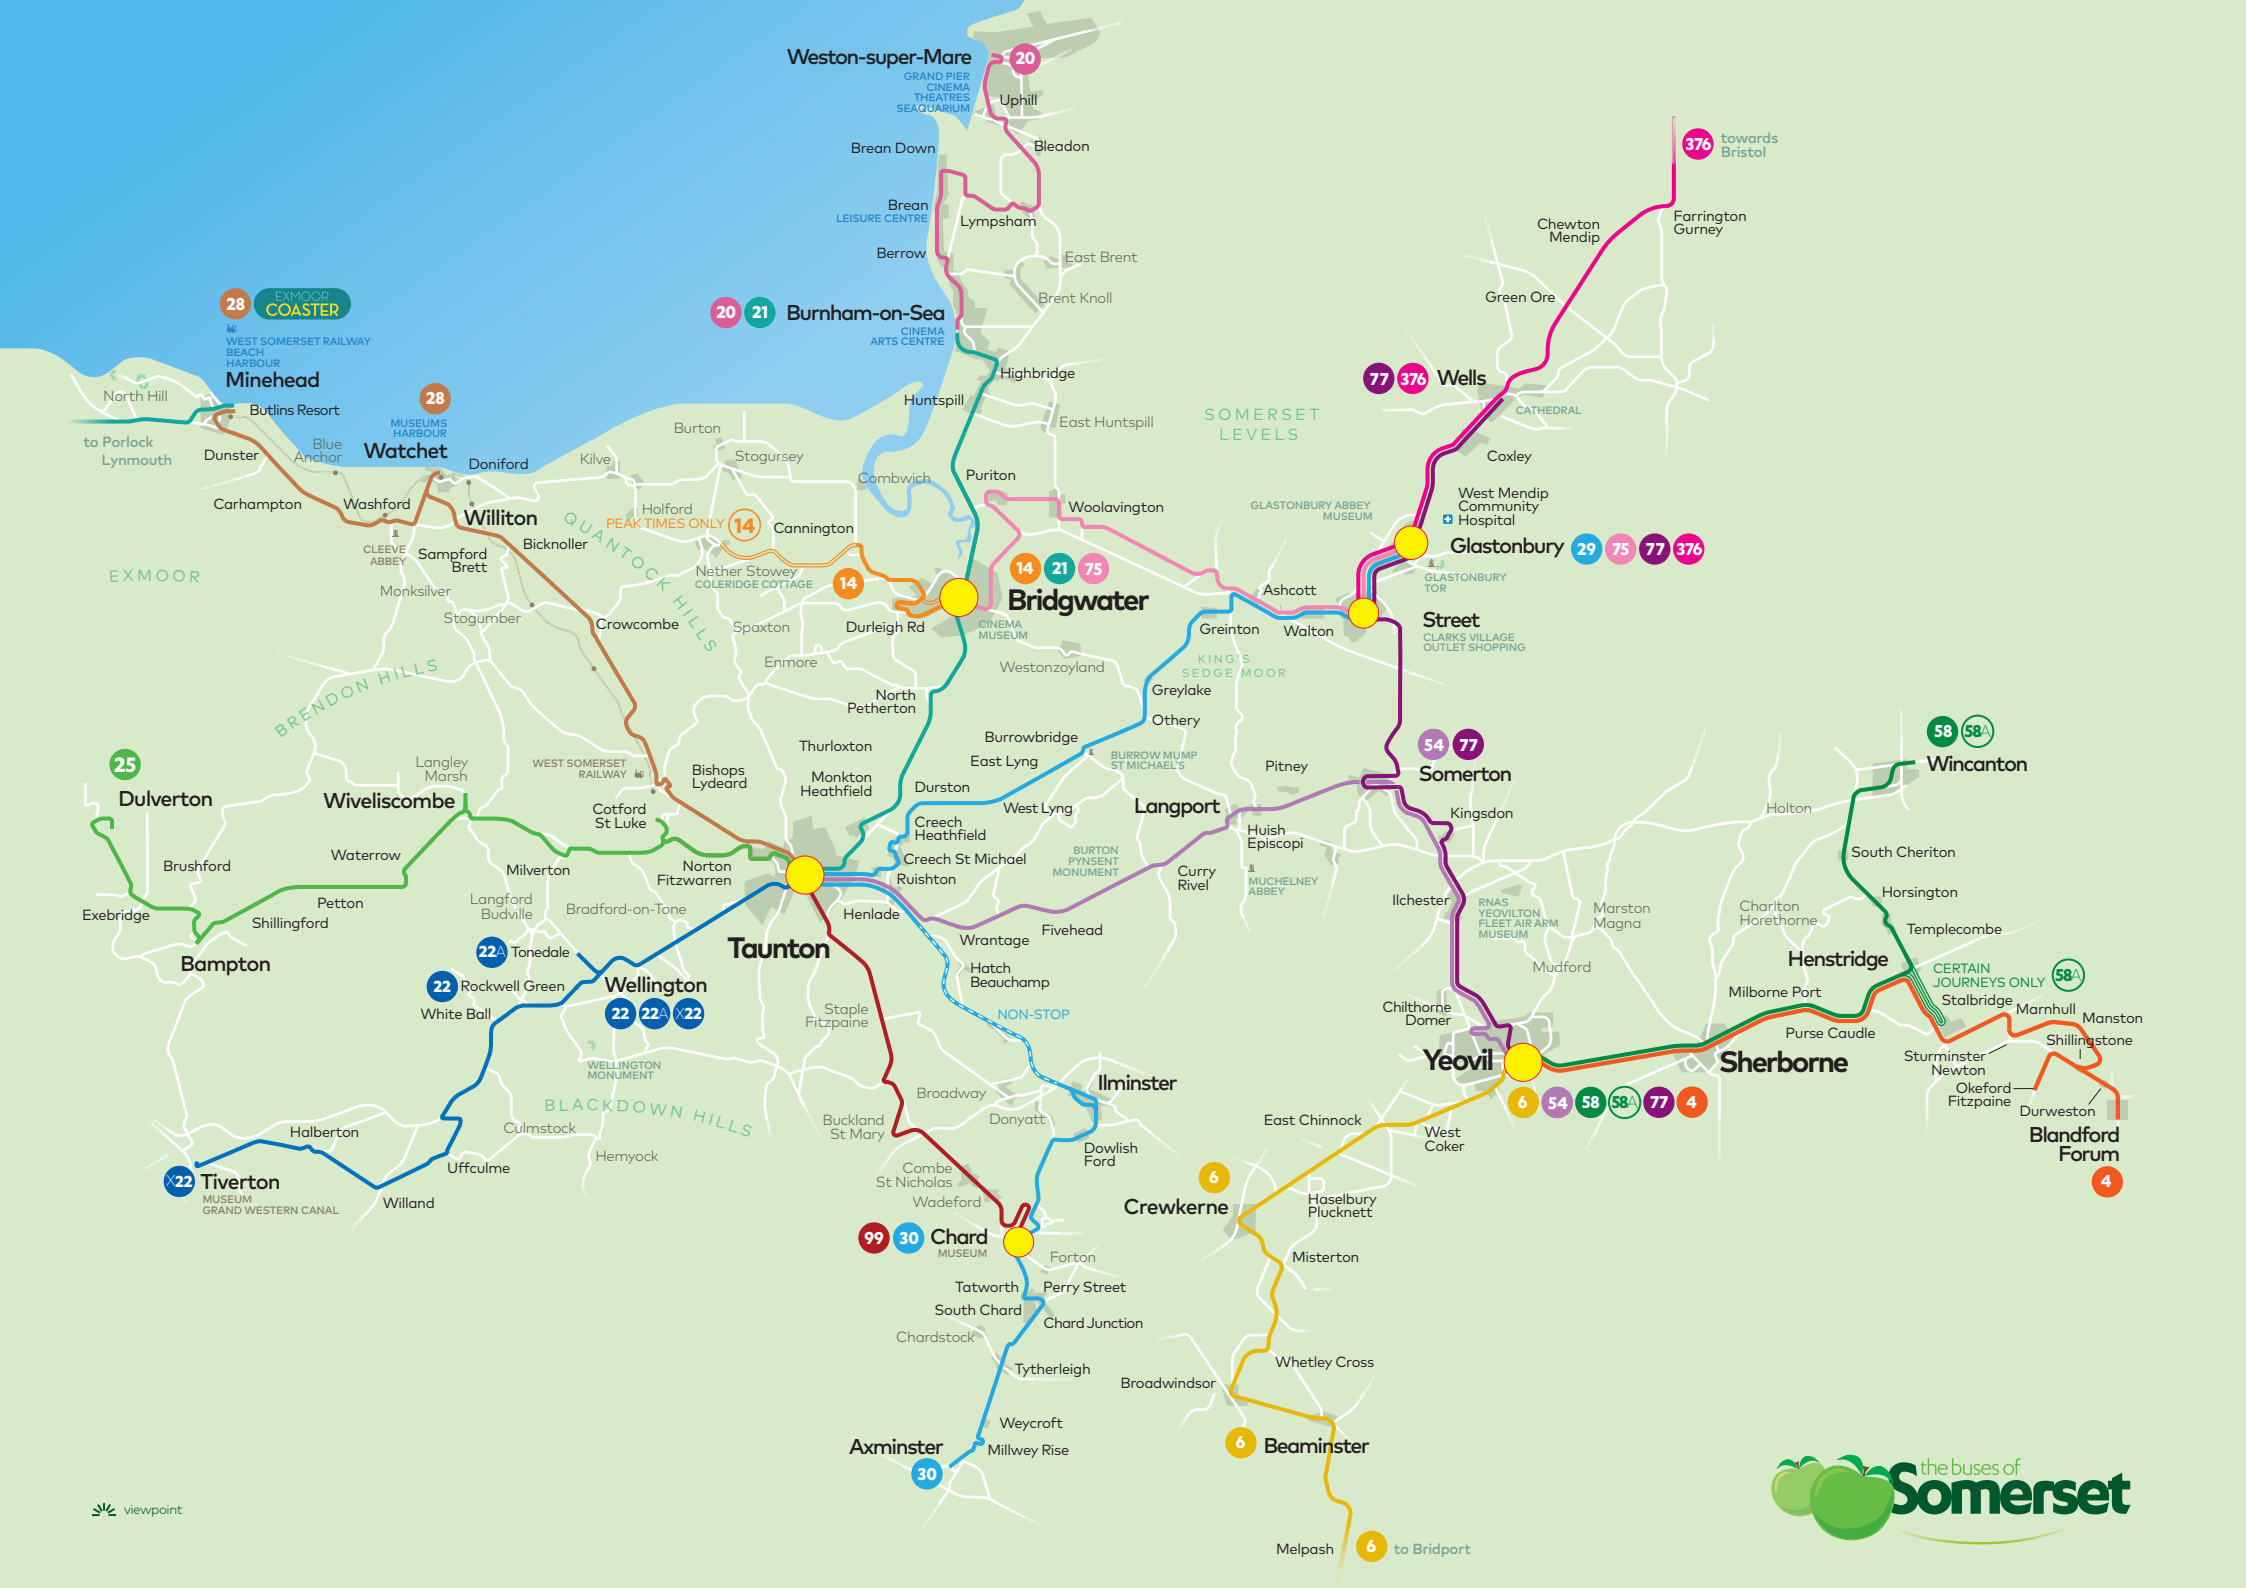 Weston-super-Mare
20
GRAND PIER
CINEMA
THEATRES
SEAQUARIUM
Uphill
Brean Down
Bleadon
376
towards
Bristol
Brean
LEISURE CENTRE
Lympsham
Chewton
Mendip
Farrington
Gurney
Berrow
East Brent
Brent Knoll
Green Ore
28
EXMOOR
COASTER
WEST SOMERSET RAILWAY
BEACH
HARBOUR
Minehead
20
21
Burnham-on-Sea
CINEMA
ARTS CENTRE
Highbridge
77
376
Wells
CATHEDRAL
North Hill
Butlins Resort
28
MUSEUMS
HARBOUR
Watchet
Huntspill
East Huntspill
SOMERSET
LEVELS
to Porlock
Lynmouth
Dunster
Blue
Anchor
Doniford
Kilve
Burton
Stogursey
Combwich
Puriton
Coxley
Carhampton
Washford
Williton
Holford
PEAK TIMES ONLY
14
Cannington
Woolavington
GLASTONBURY ABBEY
MUSEUM
West Mendip
Community
Hospital
CLEEVE
ABBEY
Sampford
Brett
Bicknoller
QUANTOCK HILLS
Nether Stowey
COLERIDGE COTTAGE
14
14
21
75
Bridgwater
Glastonbury
29
75
77
376
GLASTONBURY
TOR
EXMOOR
Monksilver
Stogumber
Crowcombe
Spaxton
Durleigh Rd
CINEMA
MUSEUM
Ashcott
Greinton
Walton
Street
CLARKS VILLAGE
OUTLET SHOPPING
Enmore
Westonzoyland
KING'S
SEDGE MOOR
BRENDON HILLS
North
Petherton
Greylake
Othery
Thurloxton
Burrowbridge
East Lyng
BURROW MUMP
ST MICHAEL'S
54
77
Somerton
58
58A
Wincanton
25
Dulverton
Langley
Marsh
WEST SOMERSET
RAILWAY
Bishops
Lydeard
Monkton
Heathfield
Durston
West Lyng
Pitney
Langport
Wiveliscombe
Cotford
St Luke
Creech
Heathfield
Kingsdon
Holton
Huish
Episcopi
Brushford
Waterrow
Milverton
Norton
Fitzwarren
Creech St Michael
Ruishton
BURTON
PYNSENT
MONUMENT
Curry
Rivel
MUCHELNEY
ABBEY
South Cheriton
Horsington
Exebridge
Petton
Shillingford
Langford
Budville
Bradford-on-Tone
Henlade
Ilchester
RNAS
YEOVILTON
FLEET AIR ARM
MUSEUM
Marston
Magna
Charlton
Horethorne
Templecombe
Bampton
22A
Tonedale
Taunton
Wrantage
Fivehead
Mudford
Henstridge
CERTAIN
JOURNEYS ONLY
58A
22
Rockwell Green
White Ball
Wellington
22
22A
X22
Hatch
Beauchamp
NON-STOP
Staple
Fitzpaine
Chilthorne
Domer
Milborne Port
Stalbridge
Marnhull
Manston
Purse Caudle
Shillingstone
WELLINGTON
MONUMENT
Yeovil
Sherborne
Sturminster
Newton
Okeford
Fitzpaine
Durweston
6
54
58
58A
77
4
BLACKDOWN HILLS
Broadway
Donyatt
Ilminster
Buckland
St Mary
Culmstock
Hemyock
Halberton
East Chinnock
West
Coker
Blandford
Forum
4
X22
Tiverton
MUSEUM
GRAND WESTERN CANAL
Uffculme
Willand
Combe
St Nicholas
Wadeford
Dowlish
Ford
6
Crewkerne
Haselbury
Plucknett
99
30
Chard
MUSEUM
Forton
Misterton
Tatworth
Perry Street
South Chard
Chard Junction
Chardstock
Tytherleigh
Whetley Cross
Broadwindsor
Weycroft
Millwey Rise
Axminster
30
6
Beaminster
viewpoint
the buses of
Somerset
Melpash
6
to Bridport